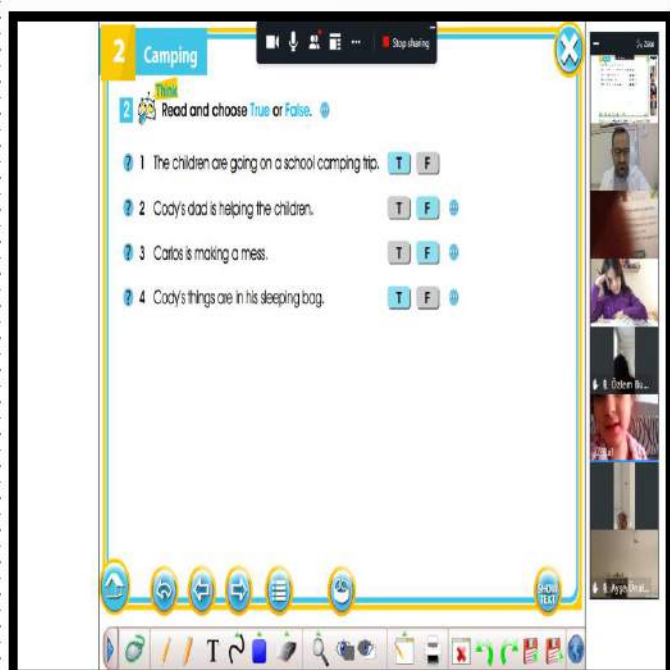 2 Camping
Stop sharing
Think
2 Read and choose True or False.
? 1 The children are going on a school camping trip. T F
? 2 Cody's dad is helping the children. T F
? 3 Carlos is making a mess. T F
? 4 Cody's things are in his sleeping bag. T F
SHOW
TEXT
T
Özlem Bu...